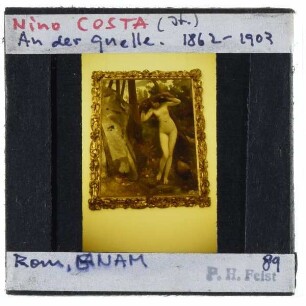 Nino COSTA (It.)
An der Quelle. 1862-1903
Rom, GNAM 89
P. H. Feist